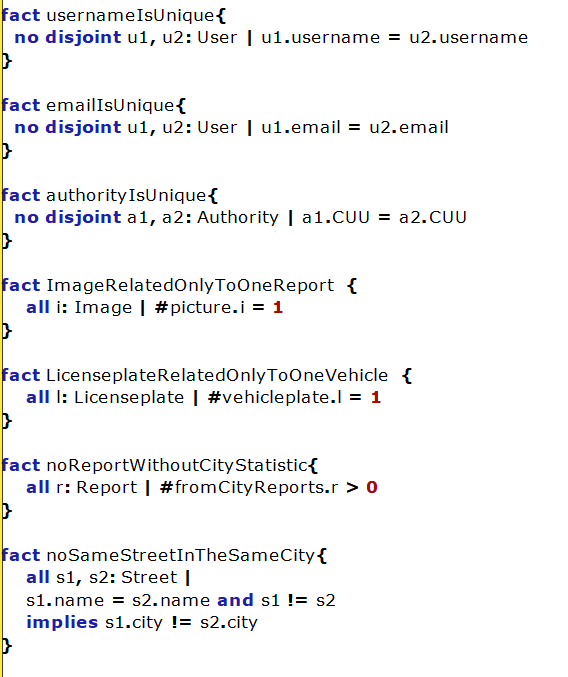 fact usernameIsUnique{
no disjoint u1, u2: User | u1.username = u2.username
}
fact emailIsUnique{
no disjoint u1, u2: User | u1.email = u2.email
}
fact authorityIsUnique{
no disjoint a1, a2: Authority | a1.CUU = a2.CUU
}
fact ImageRelatedOnlyToOneReport {
all i: Image | #picture.i = 1
}
fact LicenseplateRelatedOnlyToOneVehicle {
all l: Licenseplate | #vehicleplate.l = 1
}
fact noReportWithoutCityStatistic{
all r: Report | #fromCityReports.r > 0
}
fact noSameStreetInTheSameCity{
all s1, s2: Street |
s1.name = s2.name and s1 != s2
implies s1.city != s2.city
}